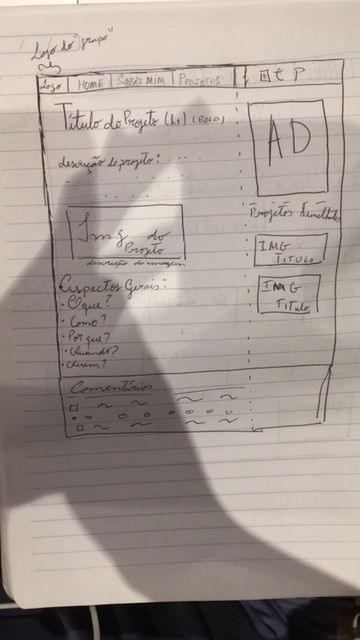 Logo do "grupo"
Logo HOME SOBRE MIM PROJETOS f t P
Título do Projeto (h1) (BOLD)
AD
descrição do projeto:
Img do
Projeto
descrição da imagem
Projetos Semelhantes
IMG
TITULO
IMG
TITULO
Aspectos Gerais:
• O que?
• Como?
• Por que?
• Quando?
• Quem?
Comentários